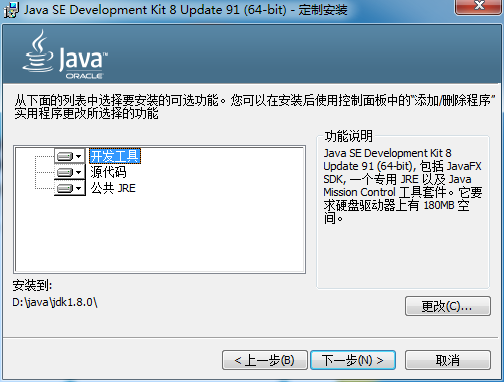 Java SE Development Kit 8 Update 91 (64-bit) - 定制安装
Java™
ORACLE
从下面的列表中选择要安装的可选功能。您可以在安装后使用控制面板中的“添加/删除程序”
实用程序更改所选择的功能
开发工具
源代码
公共 JRE
功能说明
Java SE Development Kit 8
Update 91 (64-bit), 包括 JavaFX
SDK, 一个专用 JRE 以及 Java
Mission Control 工具套件。它要
求硬盘驱动器上有 180MB 空
间。
安装到:
D:\java\jdk1.8.0\
更改(C)...
< 上一步(B)
下一步(N) >
取消